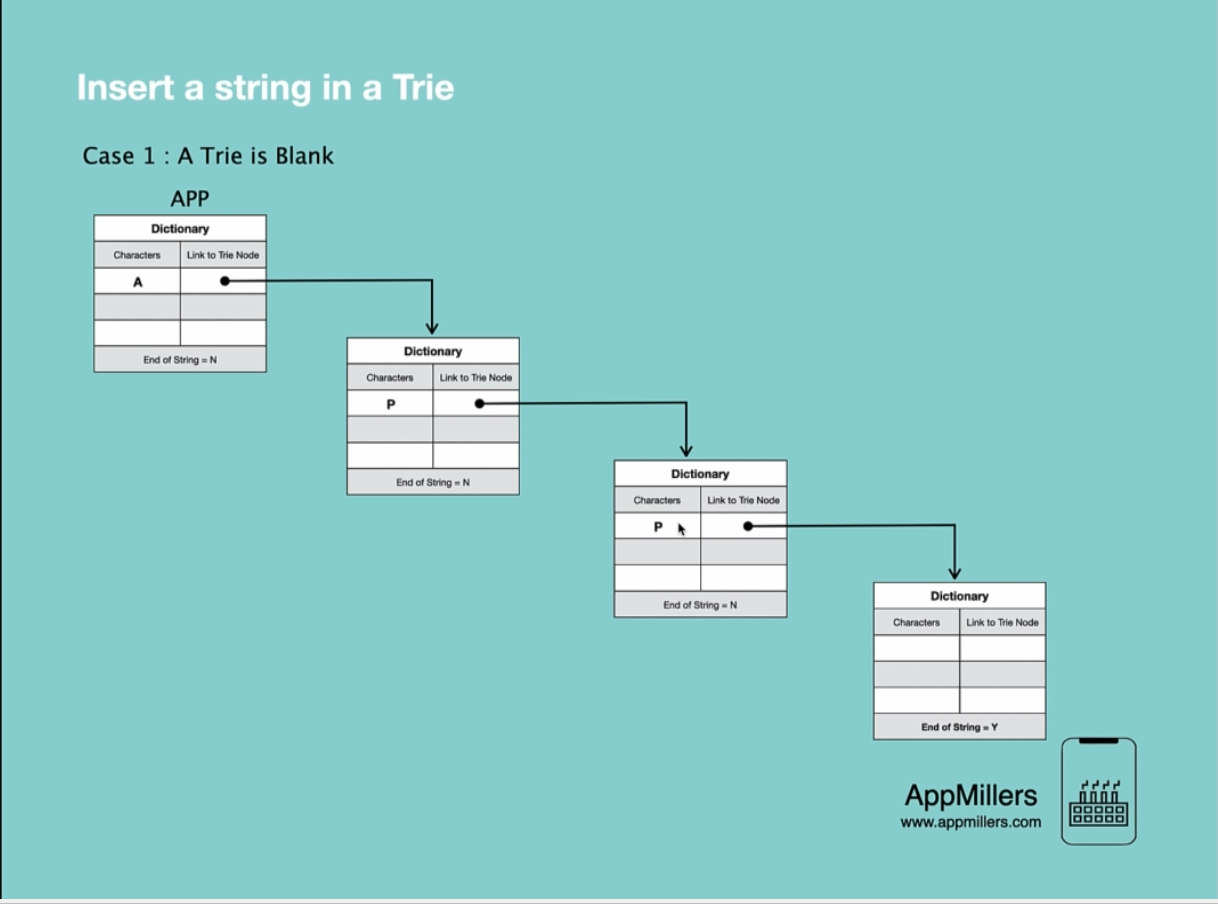 Insert a string in a Trie
Case 1 : A Trie is Blank
APP
Dictionary
Characters Link to Trie Node
A
End of String = N
Dictionary
Characters Link to Trie Node
P
End of String = N
Dictionary
Characters Link to Trie Node
P
End of String = N
Dictionary
Characters Link to Trie Node
End of String = Y
AppMillers
www.appmillers.com